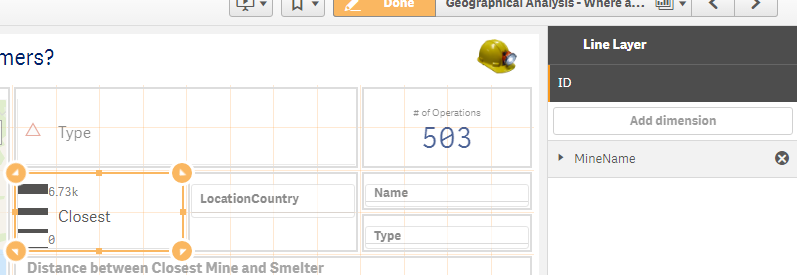 Done
Geographical Analysis - Where a...
mers?
Line Layer
ID
Add dimension
MineName
Type
# of Operations
503
6.73k
Closest
0
LocationCountry
Name
Type
Distance between Closest Mine and Smelter